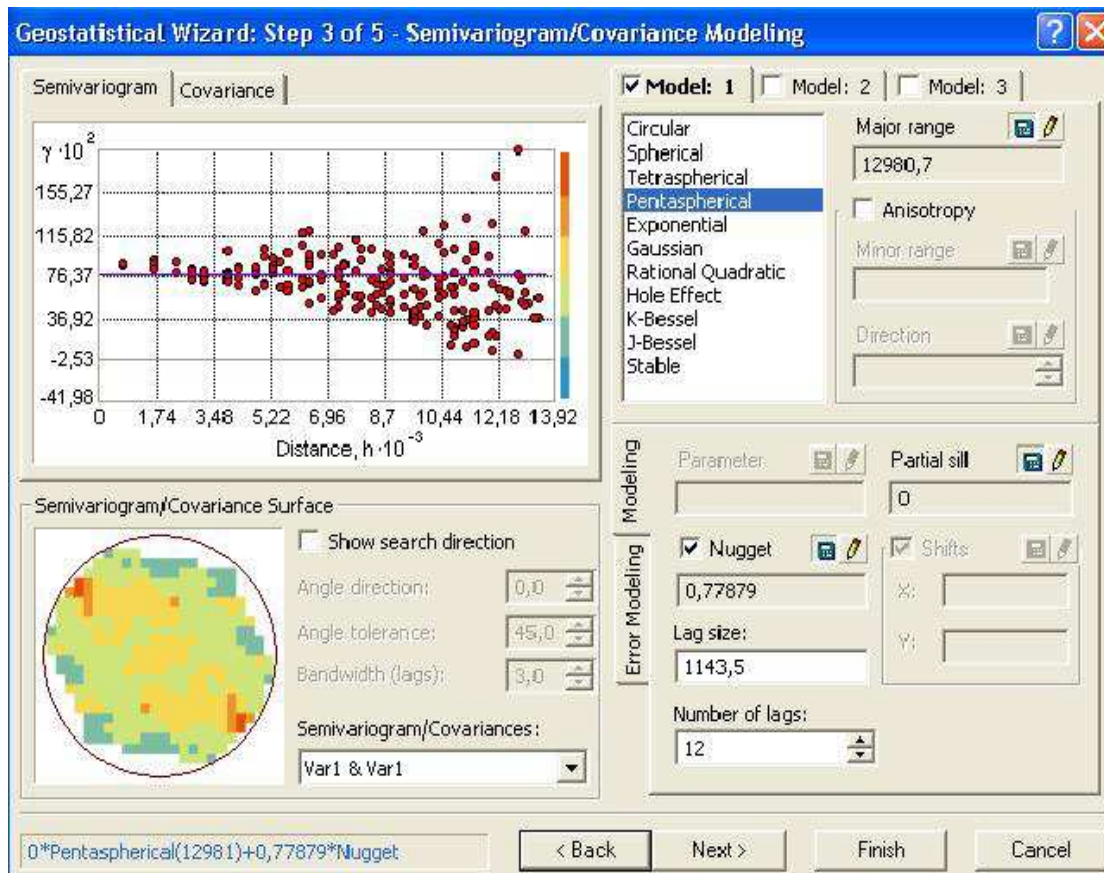 Geostatistical Wizard: Step 3 of 5 - Semivariogram/Covariance Modeling
Semivariogram
Covariance
γ·10²
155,27
115,82
76,37
36,92
-2,53
-41,98
0 1,74 3,48 5,22 6,96 8,7 10,44 12,18 13,92
Distance, h·10⁻³
Model: 1
Model: 2
Model: 3
Circular
Spherical
Tetraspherical
Pentaspherical
Exponential
Gaussian
Rational Quadratic
Hole Effect
K-Bessel
J-Bessel
Stable
Major range
12980,7
Anisotropy
Minor range
Direction
Modeling
Error Modeling
Parameter
Partial sill
0
Nugget
0,77879
Shifts
X:
Y:
Lag size:
1143,5
Number of lags:
12
Semivariogram/Covariance Surface
Show search direction
Angle direction:
0,0
Angle tolerance:
45,0
Bandwidth (lags):
3,0
Semivariogram/Covariances:
Var1 & Var1
0*Pentaspherical(12981)+0,77879*Nugget
< Back
Next >
Finish
Cancel